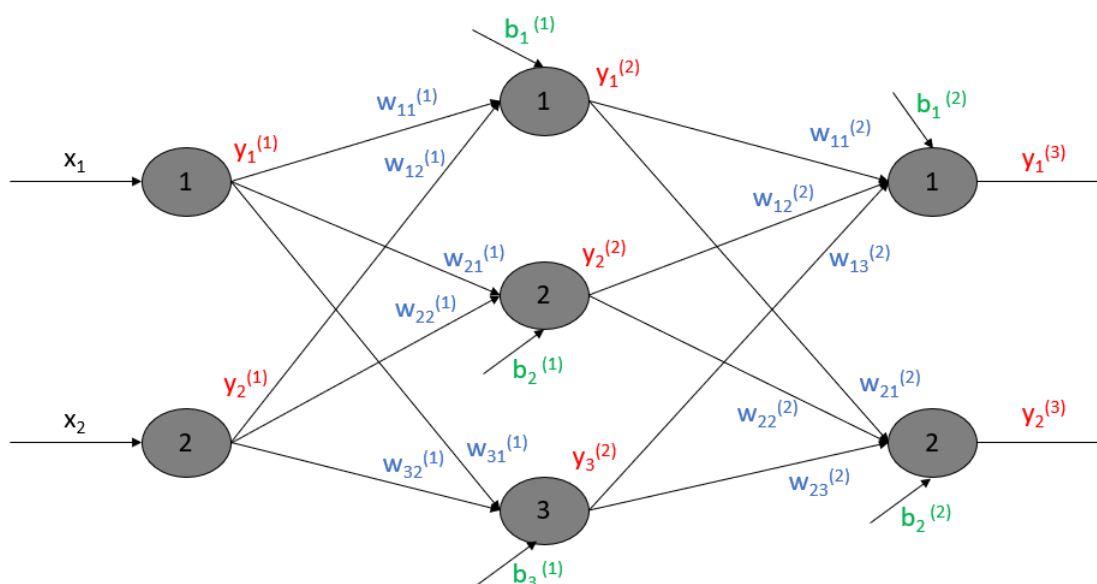 b₁⁽¹⁾
y₁⁽²⁾
1
w₁₁⁽¹⁾
b₁⁽²⁾
w₁₁⁽²⁾
x₁
y₁⁽¹⁾
w₁₂⁽¹⁾
y₁⁽³⁾
1
1
w₁₂⁽²⁾
w₂₁⁽¹⁾
y₂⁽²⁾
w₁₃⁽²⁾
2
w₂₂⁽¹⁾
b₂⁽¹⁾
y₂⁽¹⁾
w₂₁⁽²⁾
x₂
w₂₂⁽²⁾
y₂⁽³⁾
2
2
w₃₁⁽¹⁾
w₃₂⁽¹⁾
y₃⁽²⁾
w₂₃⁽²⁾
3
b₂⁽²⁾
b₃⁽¹⁾